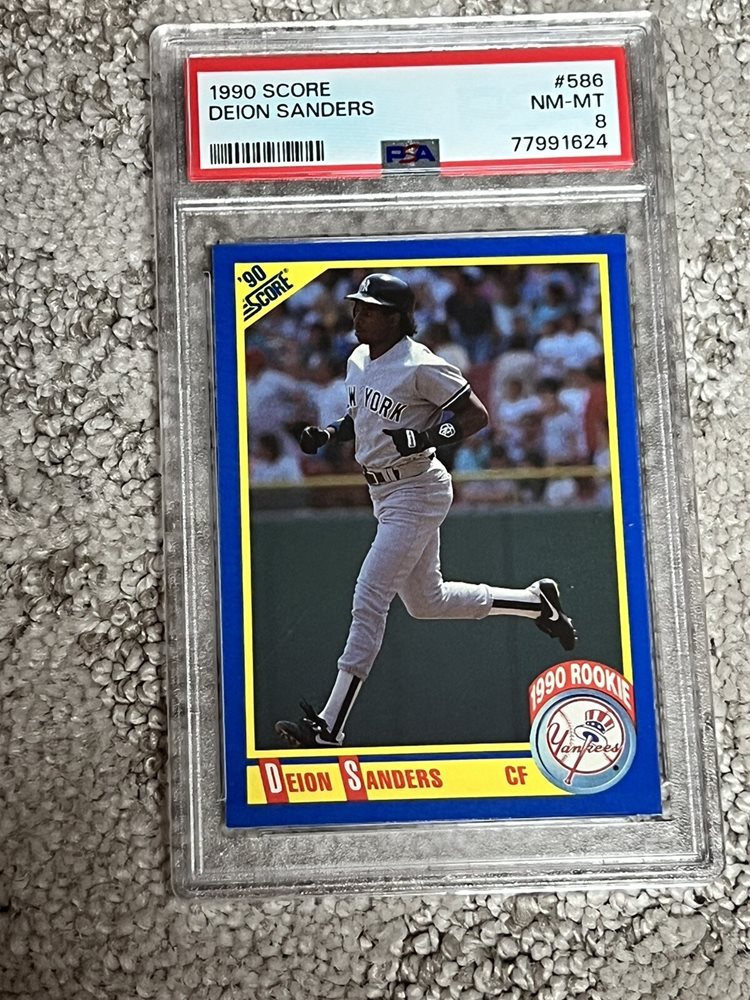 1990 SCORE
#586
DEION SANDERS
NM-MT
8
PSA
77991624
'90
SCORE®
NY
NEW YORK
1990 ROOKIE
Yankees
DEION SANDERS
CF